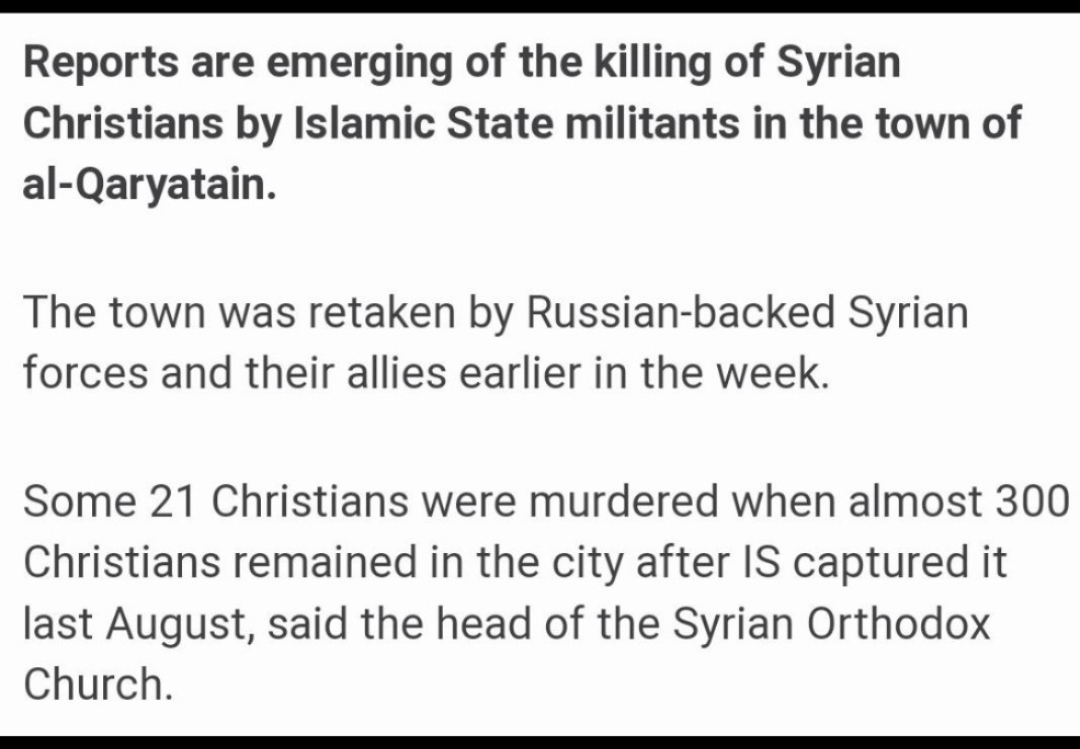 Reports are emerging of the killing of Syrian
Christians by Islamic State militants in the town of
al-Qaryatain.
The town was retaken by Russian-backed Syrian
forces and their allies earlier in the week.
Some 21 Christians were murdered when almost 300
Christians remained in the city after IS captured it
last August, said the head of the Syrian Orthodox
Church.